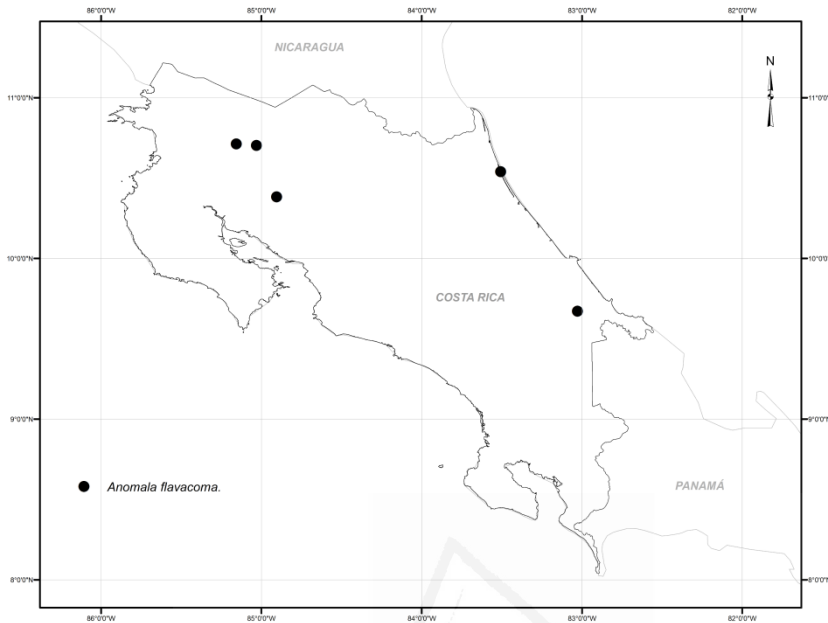 86°0'0"W 85°0'0"W 84°0'0"W 83°0'0"W 82°0'0"W
NICARAGUA
N
11°0'0"N 11°0'0"N
10°0'0"N 10°0'0"N
COSTA RICA
9°0'0"N 9°0'0"N
Anomala flavacoma.
PANAMÁ
8°0'0"N 8°0'0"N
86°0'0"W 85°0'0"W 84°0'0"W 83°0'0"W 82°0'0"W